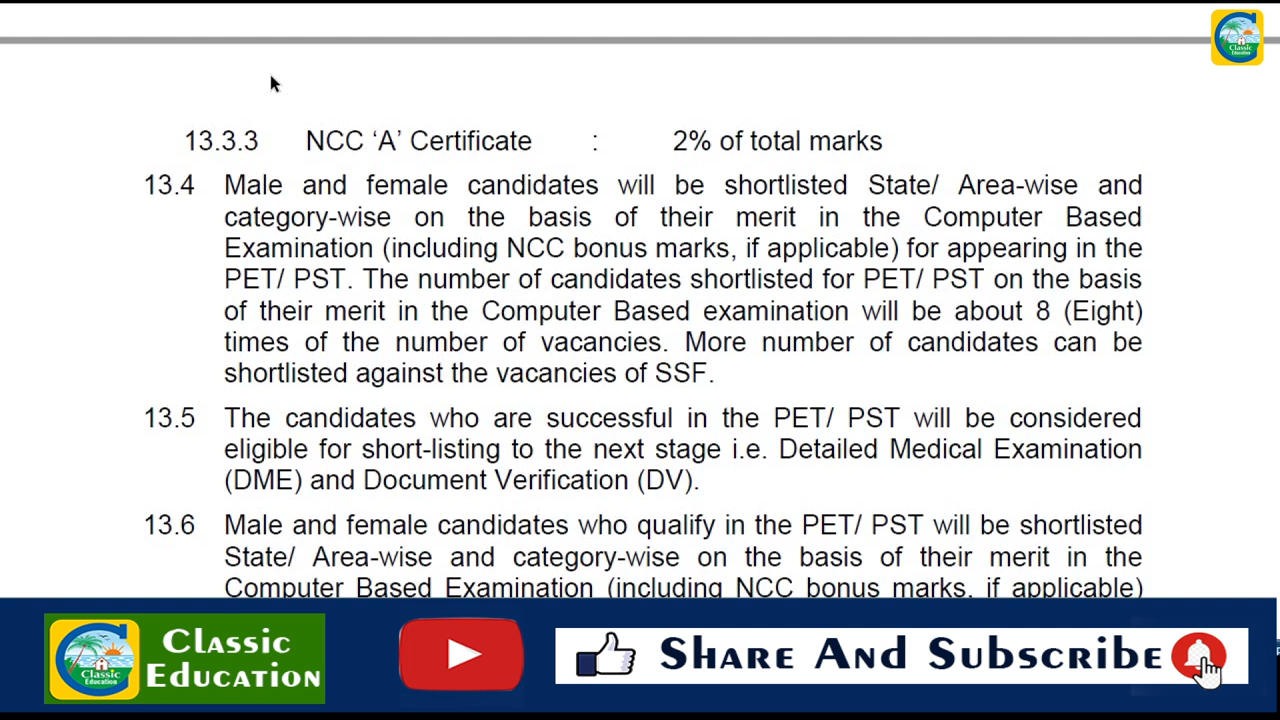 Classic
Education
13.3.3 NCC ‘A’ Certificate : 2% of total marks
13.4 Male and female candidates will be shortlisted State/ Area-wise and
category-wise on the basis of their merit in the Computer Based
Examination (including NCC bonus marks, if applicable) for appearing in the
PET/ PST. The number of candidates shortlisted for PET/ PST on the basis
of their merit in the Computer Based examination will be about 8 (Eight)
times of the number of vacancies. More number of candidates can be
shortlisted against the vacancies of SSF.
13.5 The candidates who are successful in the PET/ PST will be considered
eligible for short-listing to the next stage i.e. Detailed Medical Examination
(DME) and Document Verification (DV).
13.6 Male and female candidates who qualify in the PET/ PST will be shortlisted
State/ Area-wise and category-wise on the basis of their merit in the
Computer Based Examination (including NCC bonus marks, if applicable)
Classic
Education
Classic
Education
Share And Subscribe